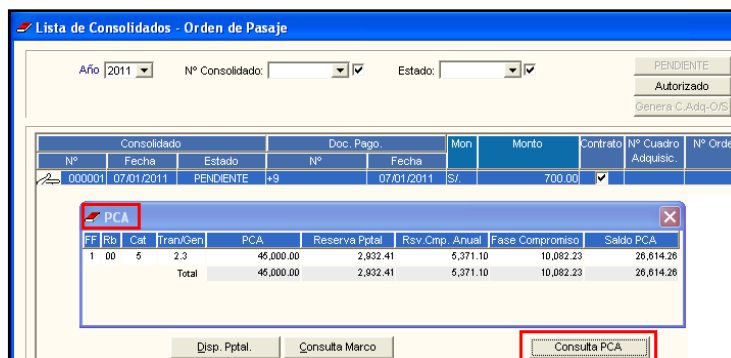 Lista de Consolidados - Orden de Pasaje
Año 2011 Nº Consolidado: Estado: PENDIENTE
Autorizado
Genera C.Adq-O/S
Consolidado Doc. Pago. Mon Monto Contrato Nº Cuadro Adquisic. Nº Orde
Nº Fecha Estado Nº Fecha
000001 07/01/2011 PENDIENTE +9 07/01/2011 S/. 700.00
PCA
FF Rb Cat Tran/Gen PCA Reserva Pptal Rsv.Cmp. Anual Fase Compromiso Saldo PCA
1 00 5 2.3 45,000.00 2,932.41 5,371.10 10,082.23 26,614.26
Total 45,000.00 2,932.41 5,371.10 10,082.23 26,614.26
Disp. Pptal. Consulta Marco Consulta PCA